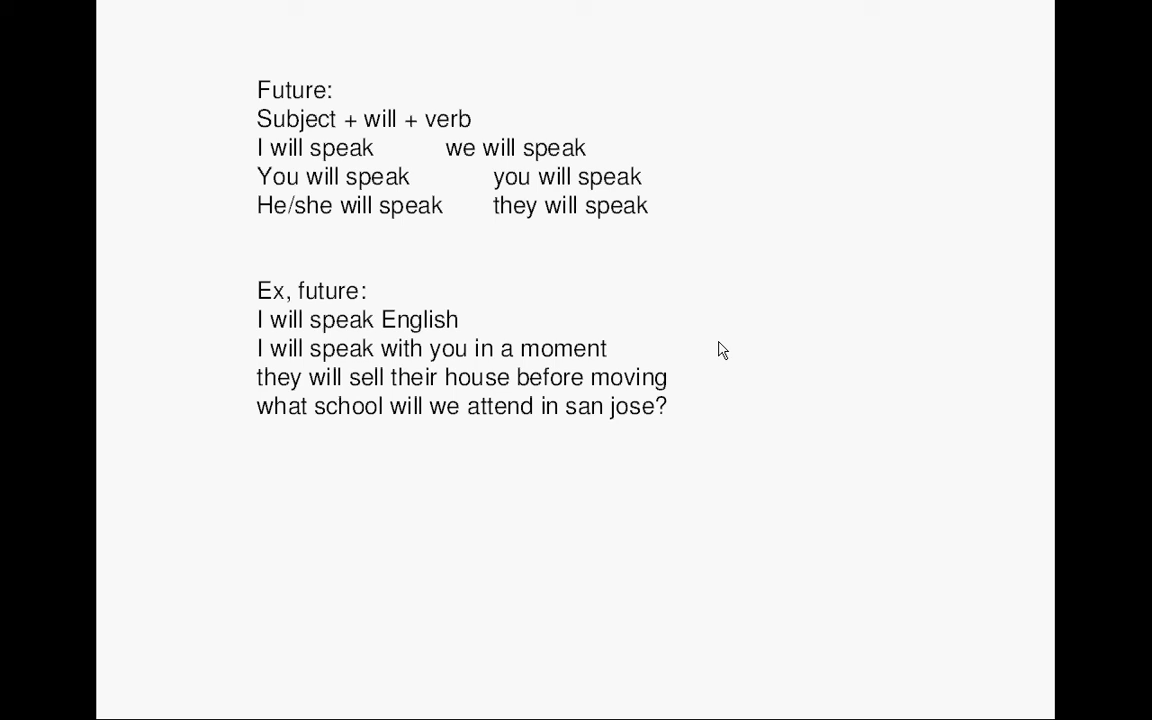 Future:
Subject + will + verb
I will speak we will speak
You will speak you will speak
He/she will speak they will speak
Ex, future:
I will speak English
I will speak with you in a moment
they will sell their house before moving
what school will we attend in san jose?